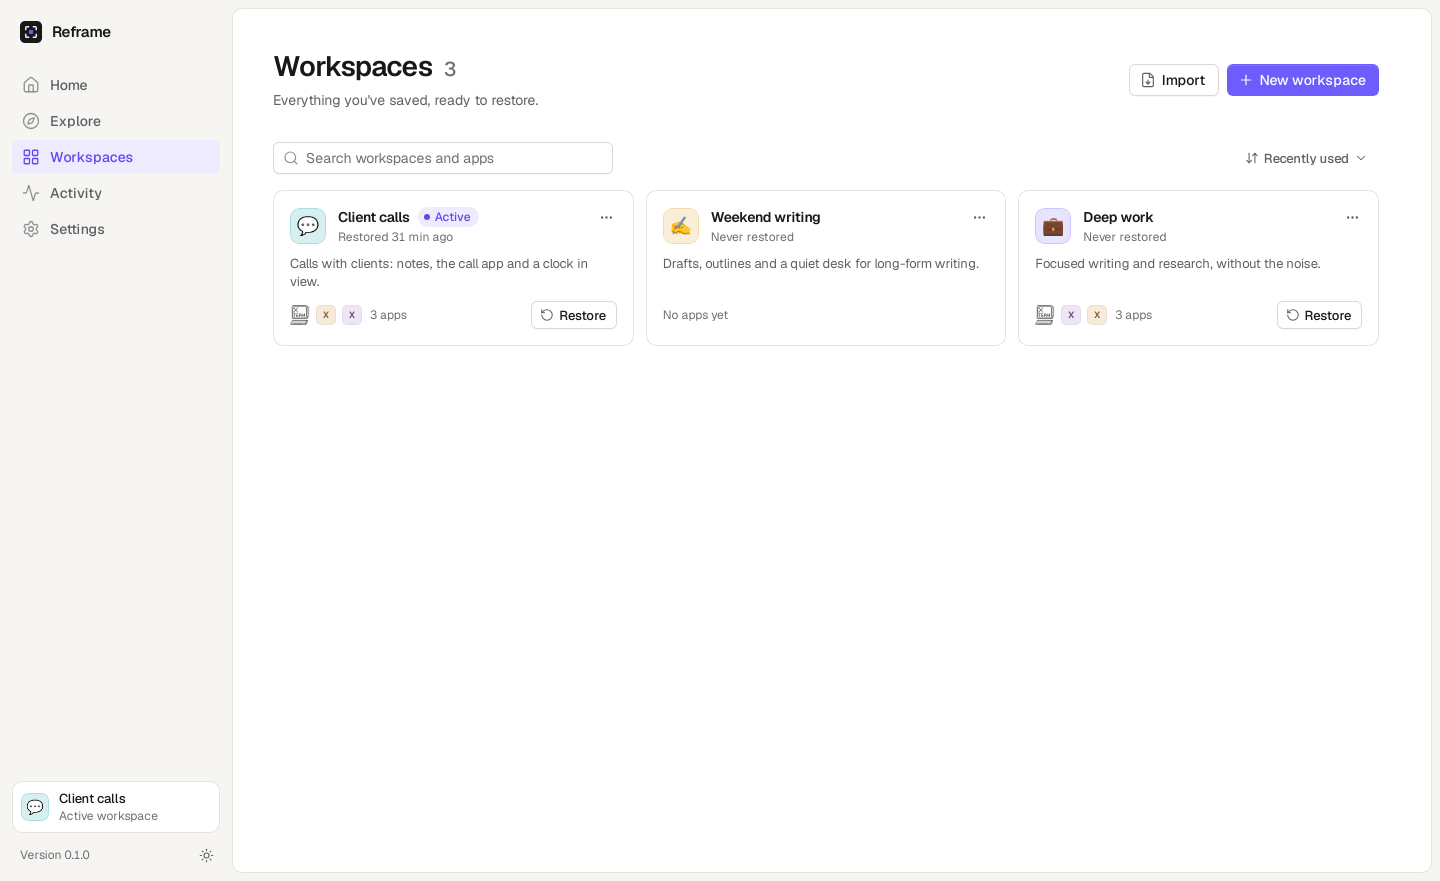 Reframe
Home
Explore
Workspaces
Activity
Settings
Workspaces 3
Everything you've saved, ready to restore.
Import
New workspace
Search workspaces and apps
Recently used
Client calls
Active
Restored 31 min ago
Calls with clients: notes, the call app and a clock in
view.
X
X
3 apps
Restore
Weekend writing
Never restored
Drafts, outlines and a quiet desk for long-form writing.
No apps yet
Deep work
Never restored
Focused writing and research, without the noise.
X
X
3 apps
Restore
Client calls
Active workspace
Version 0.1.0